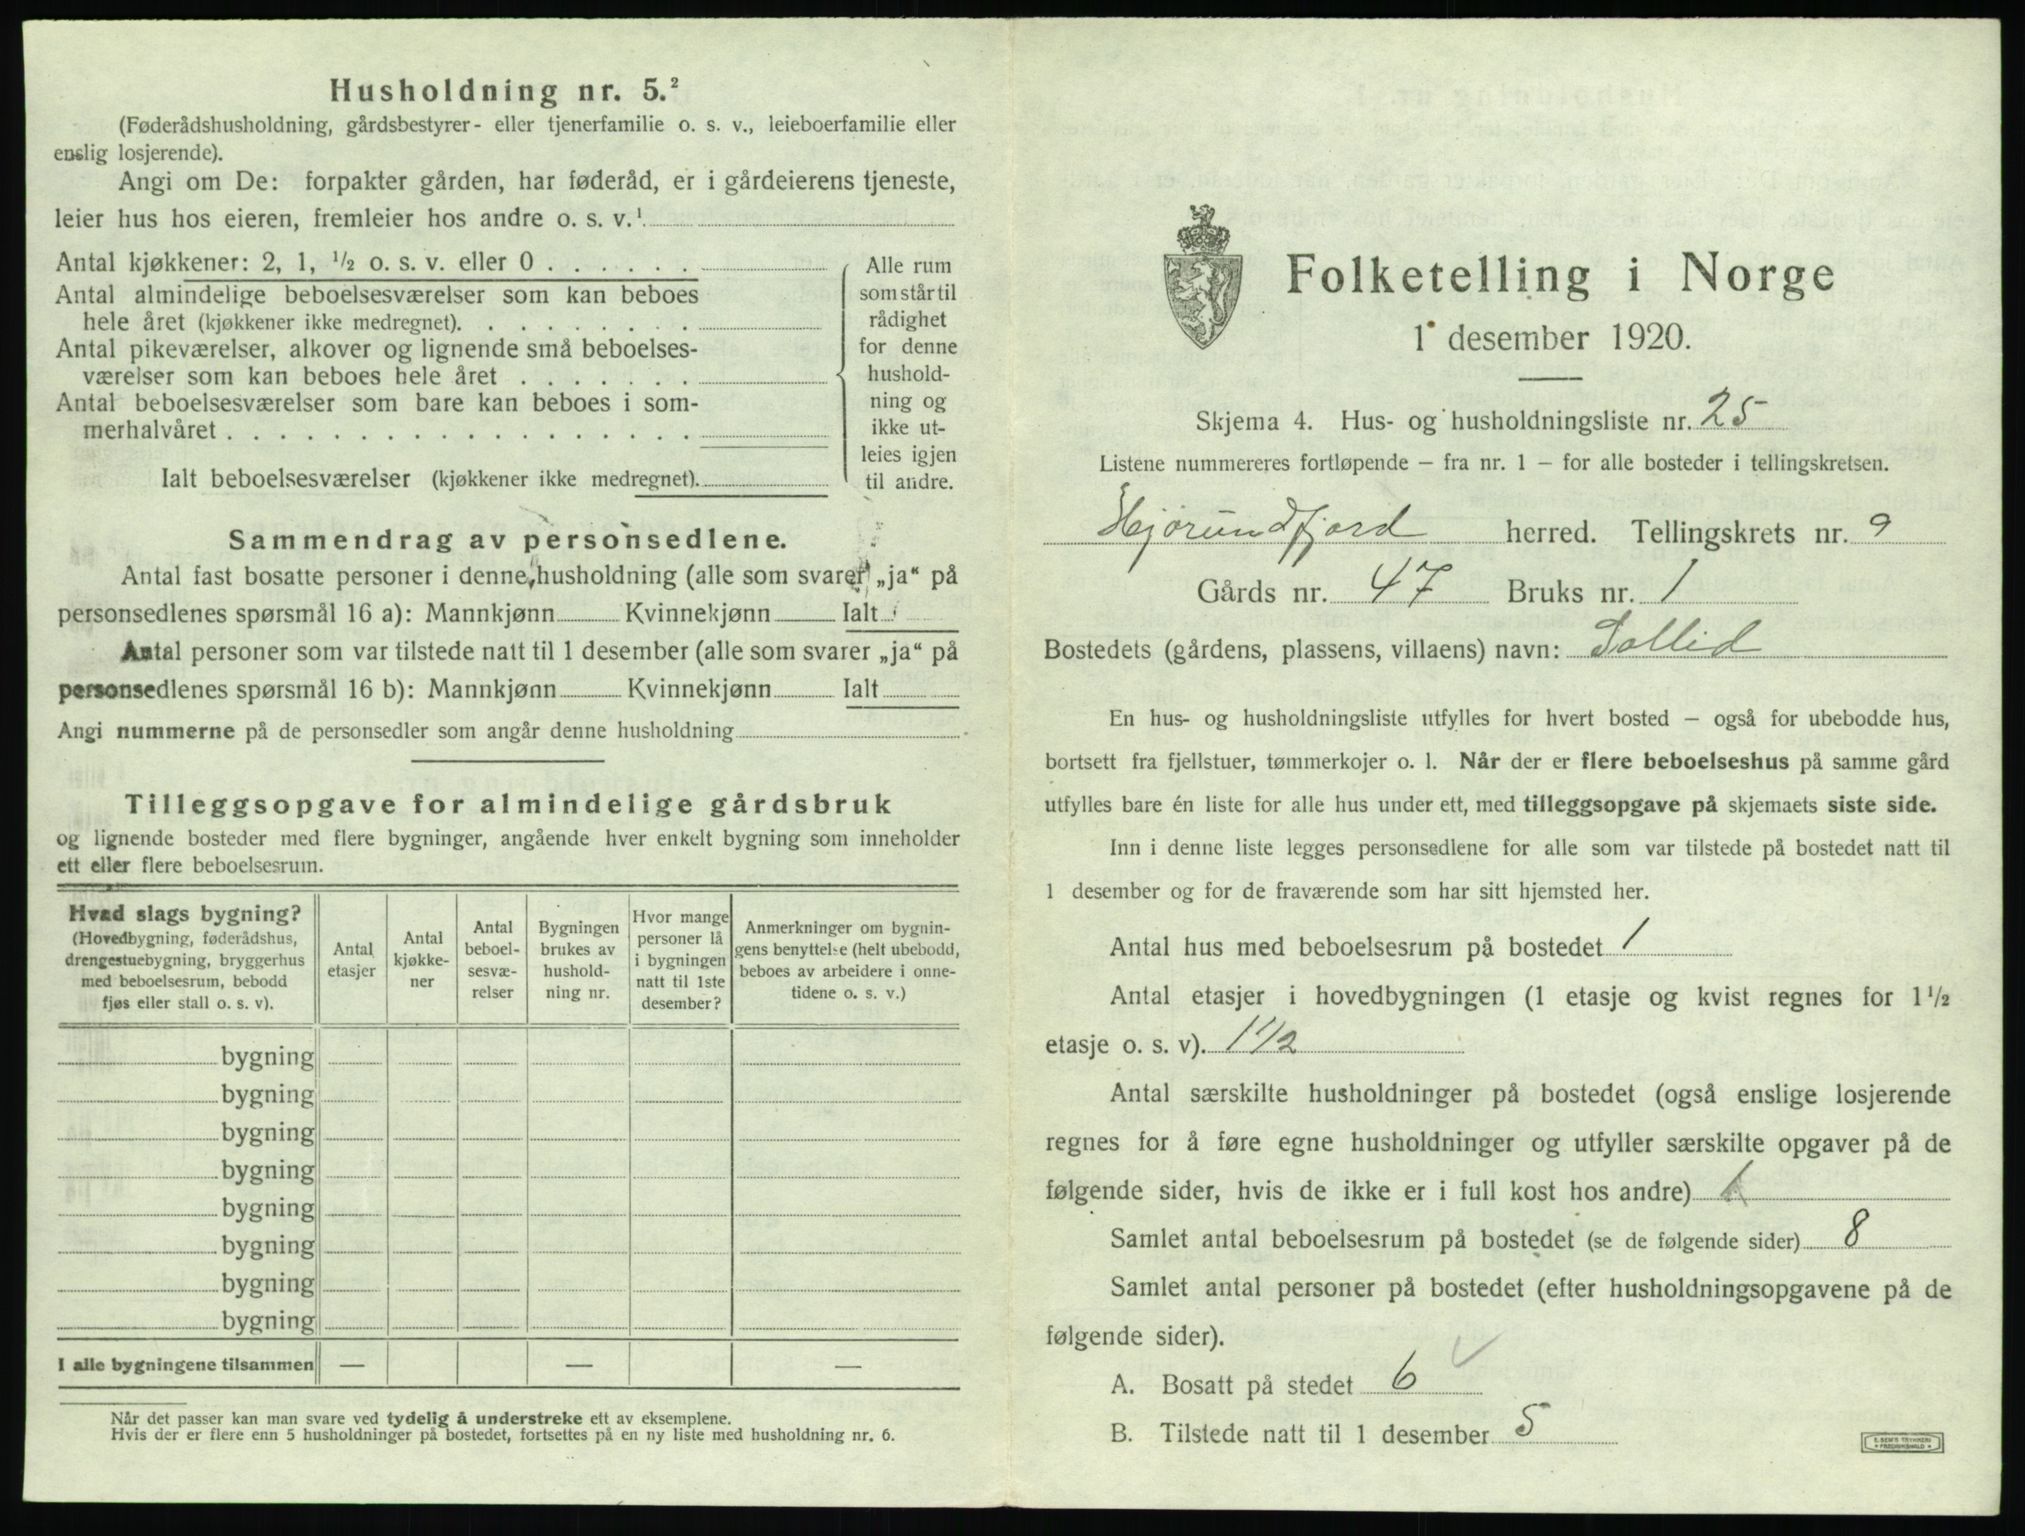 Husholdning nr. 5.²
(Føderådshusholdning, gårdsbestyrer- eller tjenerfamilie o. s. v., leieboerfamilie eller
enslig losjerende).
Angi om De: forpakter gården, har føderåd, er i gårdeierens tjeneste,
leier hus hos eieren, fremleier hos andre o. s. v.¹
Antal kjøkkener: 2, 1, ½ o. s. v. eller 0 . . . . . .
Antal almindelige beboelsesværelser som kan beboes
hele året (kjøkkener ikke medregnet). . . . . . . . .
Antal pikeværelser, alkover og lignende små beboelses-
værelser som kan beboes hele året . . . . . . .
Antal beboelsesværelser som bare kan beboes i som-
merhalvåret . . . . . . . . . . . . . . . . . .
Ialt beboelsesværelser (kjøkkener ikke medregnet).
Alle rum
som står til
rådighet
for denne
hushold-
ning og
ikke ut-
leies igjen
til andre.
Sammendrag av personsedlene.
Antal fast bosatte personer i denne husholdning (alle som svarer „ja“ på
personsedlenes spørsmål 16 a): Mannkjønn Kvinnekjønn Ialt
Antal personer som var tilstede natt til 1 desember (alle som svarer „ja“ på
personsedlenes spørsmål 16 b): Mannkjønn Kvinnekjønn Ialt
Angi nummerne på de personsedler som angår denne husholdning
Tilleggsopgave for almindelige gårdsbruk
og lignende bosteder med flere bygninger, angående hver enkelt bygning som inneholder
ett eller flere beboelsesrum.
Hvad slags bygning?
(Hovedbygning, føderådshus,
drengestuebygning, bryggerhus
med beboelsesrum, bebodd
fjøs eller stall o. s. v).
Antal
etasjer
Antal
kjøkke-
ner
Antal
beboel-
sesvæ-
relser
Bygningen
brukes av
hushold-
ning nr.
Hvor mange
personer lå
i bygningen
natt til 1ste
desember?
Anmerkninger om bygnin-
gens benyttelse (helt ubebodd,
beboes av arbeidere i onne-
tidene o. s. v.)
bygning
bygning
bygning
bygning
bygning
bygning
bygning
bygning
I alle bygningene tilsammen — — —
Når det passer kan man svare ved tydelig å understreke ett av eksemplene.
Hvis der er flere enn 5 husholdninger på bostedet, fortsettes på en ny liste med husholdning nr. 6.
Folketelling i Norge
1 desember 1920.
Skjema 4. Hus- og husholdningsliste nr. 25
Listene nummereres fortløpende – fra nr. 1 – for alle bosteder i tellingskretsen.
Hjørundfjord herred. Tellingskrets nr. 9
Gårds nr. 47 Bruks nr. 1
Bostedets (gårdens, plassens, villaens) navn: Sollid
En hus- og husholdningsliste utfylles for hvert bosted – også for ubebodde hus,
bortsett fra fjellstuer, tømmerkojer o. l. Når der er flere beboelseshus på samme gård
utfylles bare én liste for alle hus under ett, med tilleggsopgave på skjemaets siste side.
Inn i denne liste legges personsedlene for alle som var tilstede på bostedet natt til
1 desember og for de fraværende som har sitt hjemsted her.
Antal hus med beboelsesrum på bostedet 1
Antal etasjer i hovedbygningen (1 etasje og kvist regnes for 1½
etasje o. s. v). 1½
Antal særskilte husholdninger på bostedet (også enslige losjerende
regnes for å føre egne husholdninger og utfyller særskilte opgaver på de
følgende sider, hvis de ikke er i full kost hos andre)
Samlet antal beboelsesrum på bostedet (se de følgende sider) 8
Samlet antal personer på bostedet (efter husholdningsopgavene på de
følgende sider).
A. Bosatt på stedet 6 ✓
B. Tilstede natt til 1 desember 5